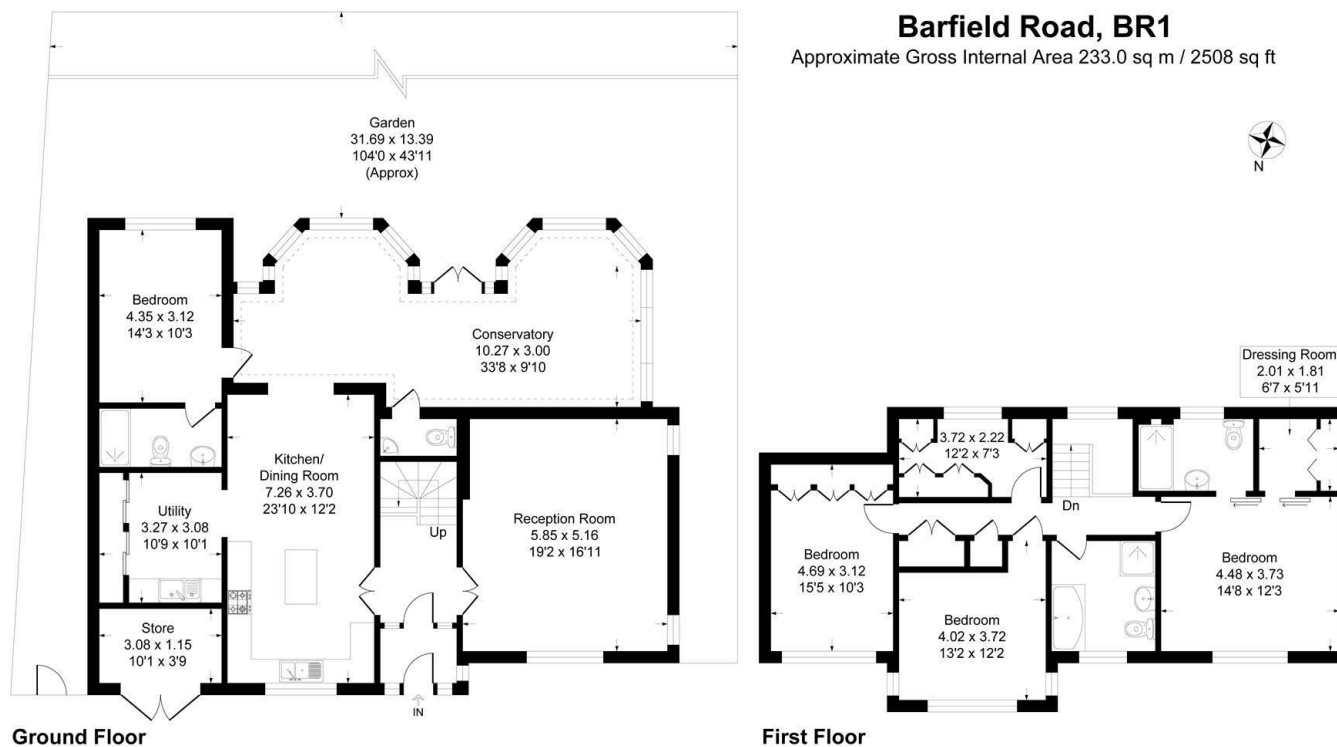 Barfield Road, BR1
Approximate Gross Internal Area 233.0 sq m / 2508 sq ft
N
Garden
31.69 x 13.39
104'0 x 43'11
(Approx)
Bedroom
4.35 x 3.12
14'3 x 10'3
Conservatory
10.27 x 3.00
33'8 x 9'10
Kitchen/
Dining Room
7.26 x 3.70
23'10 x 12'2
Utility
3.27 x 3.08
10'9 x 10'1
Up
Reception Room
5.85 x 5.16
19'2 x 16'11
Store
3.08 x 1.15
10'1 x 3'9
IN
Ground Floor
Dressing Room
2.01 x 1.81
6'7 x 5'11
3.72 x 2.22
12'2 x 7'3
Dn
Bedroom
4.69 x 3.12
15'5 x 10'3
Bedroom
4.48 x 3.73
14'8 x 12'3
Bedroom
4.02 x 3.72
13'2 x 12'2
First Floor